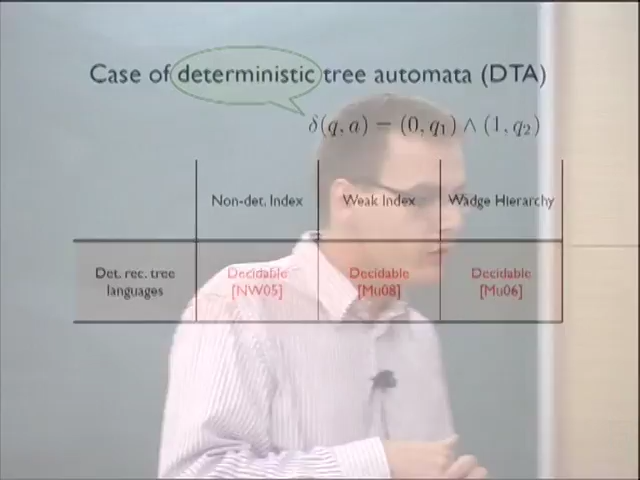 Case of deterministic tree automata (DTA)
δ(q, a) = (0, q₁) ∧ (1, q₂)
Non-det. Index Weak Index Wadge Hierarchy
Det. rec. tree languages Decidable [NW05] Decidable [Mu08] Decidable [Mu06]